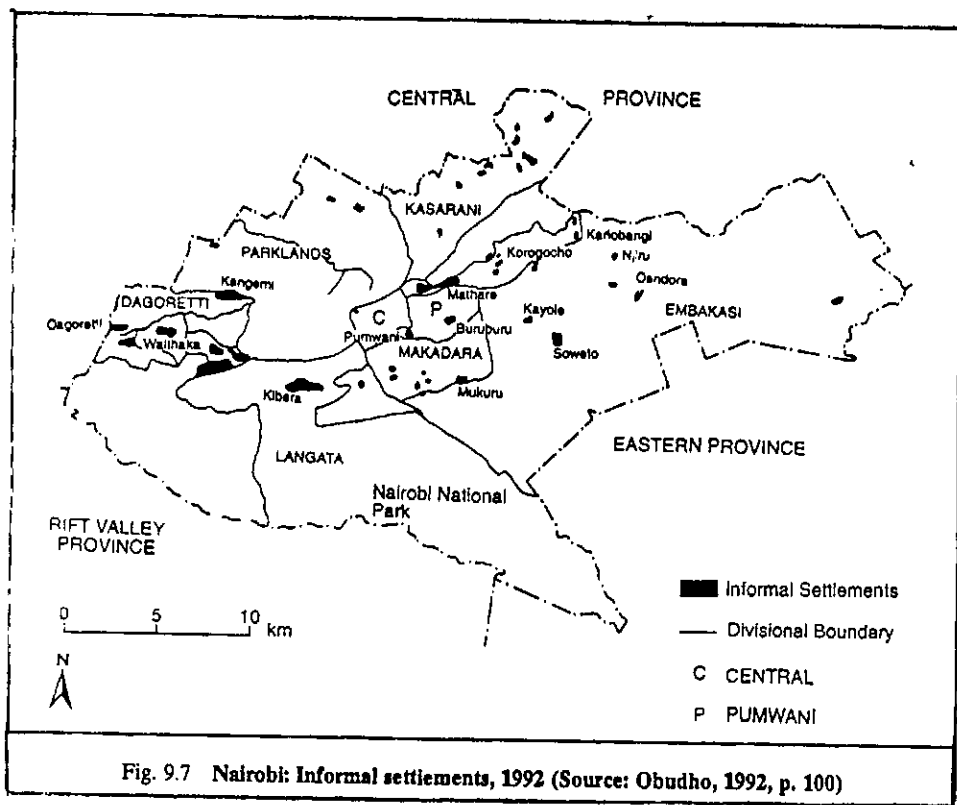 CENTRAL PROVINCE
KASARANI
PARKLANDS
Kariobangi
Korogocho
Njiru
Dandora
Kangemi
Mathare
DAGORETTI
C
P
Kayole
EMBAKASI
Dagoretti
Pumwani
Buruburu
Waithaka
MAKADARA
Soweto
Kibera
Mukuru
EASTERN PROVINCE
LANGATA
Nairobi National
Park
RIFT VALLEY
PROVINCE
Informal Settlements
0 5 10
km
Divisional Boundary
N
C CENTRAL
P PUMWANI
Fig. 9.7 Nairobi: Informal settlements, 1992 (Source: Obudho, 1992, p. 100)